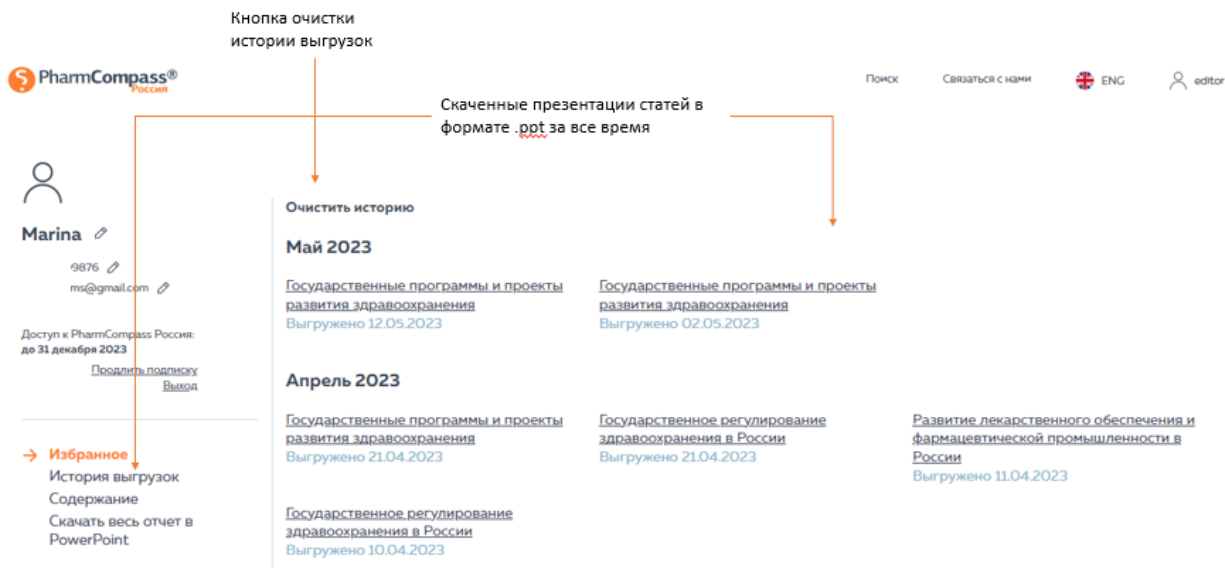 Кнопка очистки
истории выгрузок
PharmCompass®
Россия
Поиск
Связаться с нами
ENG
editor
Скаченные презентации статей в
формате .ppt за все время
Marina
9876
ms@gmail.com
Доступ к PharmCompass Россия:
до 31 декабря 2023
Продлить подписку
Выход
Избранное
История выгрузок
Содержание
Скачать весь отчет в
PowerPoint
Очистить историю
Май 2023
Государственные программы и проекты
развития здравоохранения
Выгружено 12.05.2023
Государственные программы и проекты
развития здравоохранения
Выгружено 02.05.2023
Апрель 2023
Государственные программы и проекты
развития здравоохранения
Выгружено 21.04.2023
Государственное регулирование
здравоохранения в России
Выгружено 21.04.2023
Развитие лекарственного обеспечения и
фармацевтической промышленности в
России
Выгружено 11.04.2023
Государственное регулирование
здравоохранения в России
Выгружено 10.04.2023